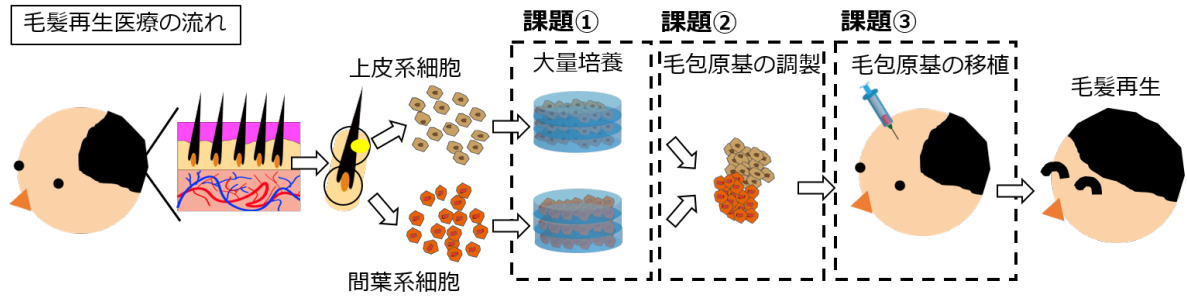 毛髪再生医療の流れ
上皮系細胞
間葉系細胞
課題①
大量培養
課題②
毛包原基の調製
課題③
毛包原基の移植
毛髪再生